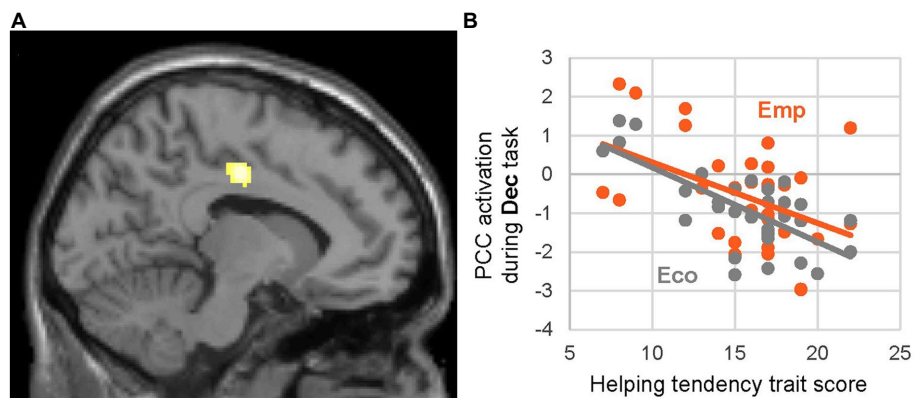 A
B
3
2
1
0
-1
-2
-3
-4
PCC activation
during Dec task
Emp
Eco
5
10
15
20
25
Helping tendency trait score